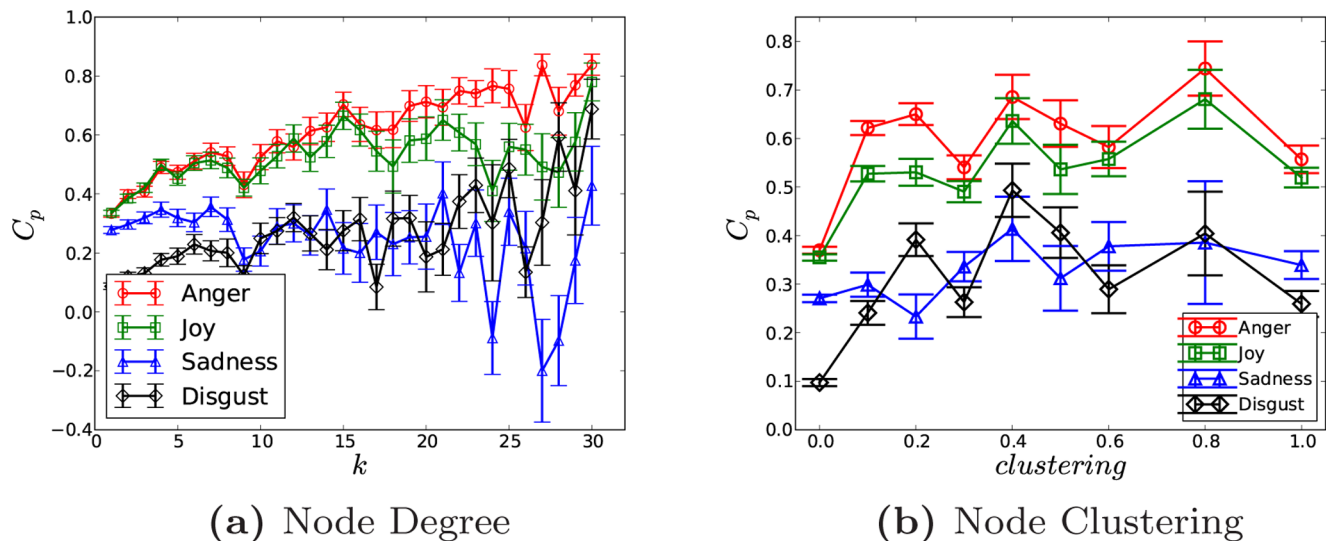 1.0
0.8
0.6
0.4
0.2
0.0
−0.2
−0.4
C_p
0 5 10 15 20 25 30
k
Anger
Joy
Sadness
Disgust
(a) Node Degree
0.8
0.7
0.6
0.5
0.4
0.3
0.2
0.1
0.0
C_p
0.0 0.2 0.4 0.6 0.8 1.0
clustering
Anger
Joy
Sadness
Disgust
(b) Node Clustering